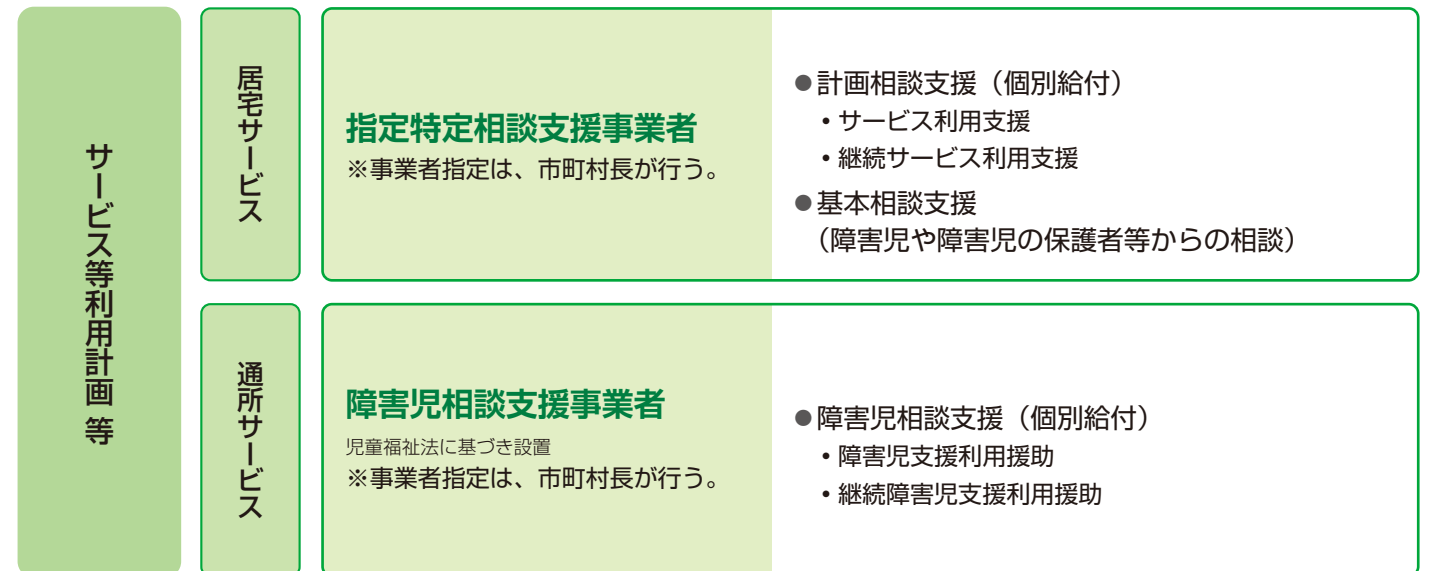 サービス等利用計画 等
居宅サービス
指定特定相談支援事業者
※事業者指定は、市町村長が行う。
●計画相談支援（個別給付）
・サービス利用支援
・継続サービス利用支援
●基本相談支援
（障害児や障害児の保護者等からの相談）
通所サービス
障害児相談支援事業者
児童福祉法に基づき設置
※事業者指定は、市町村長が行う。
●障害児相談支援（個別給付）
・障害児支援利用援助
・継続障害児支援利用援助